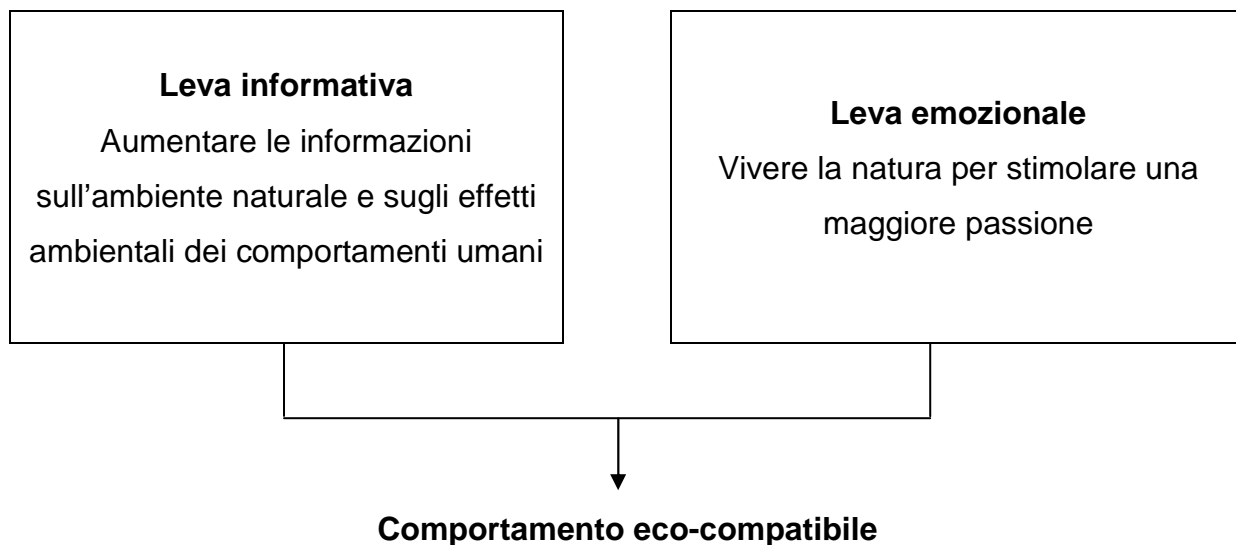 Leva informativa
Aumentare le informazioni
sull’ambiente naturale e sugli effetti
ambientali dei comportamenti umani
Leva emozionale
Vivere la natura per stimolare una
maggiore passione
Comportamento eco-compatibile